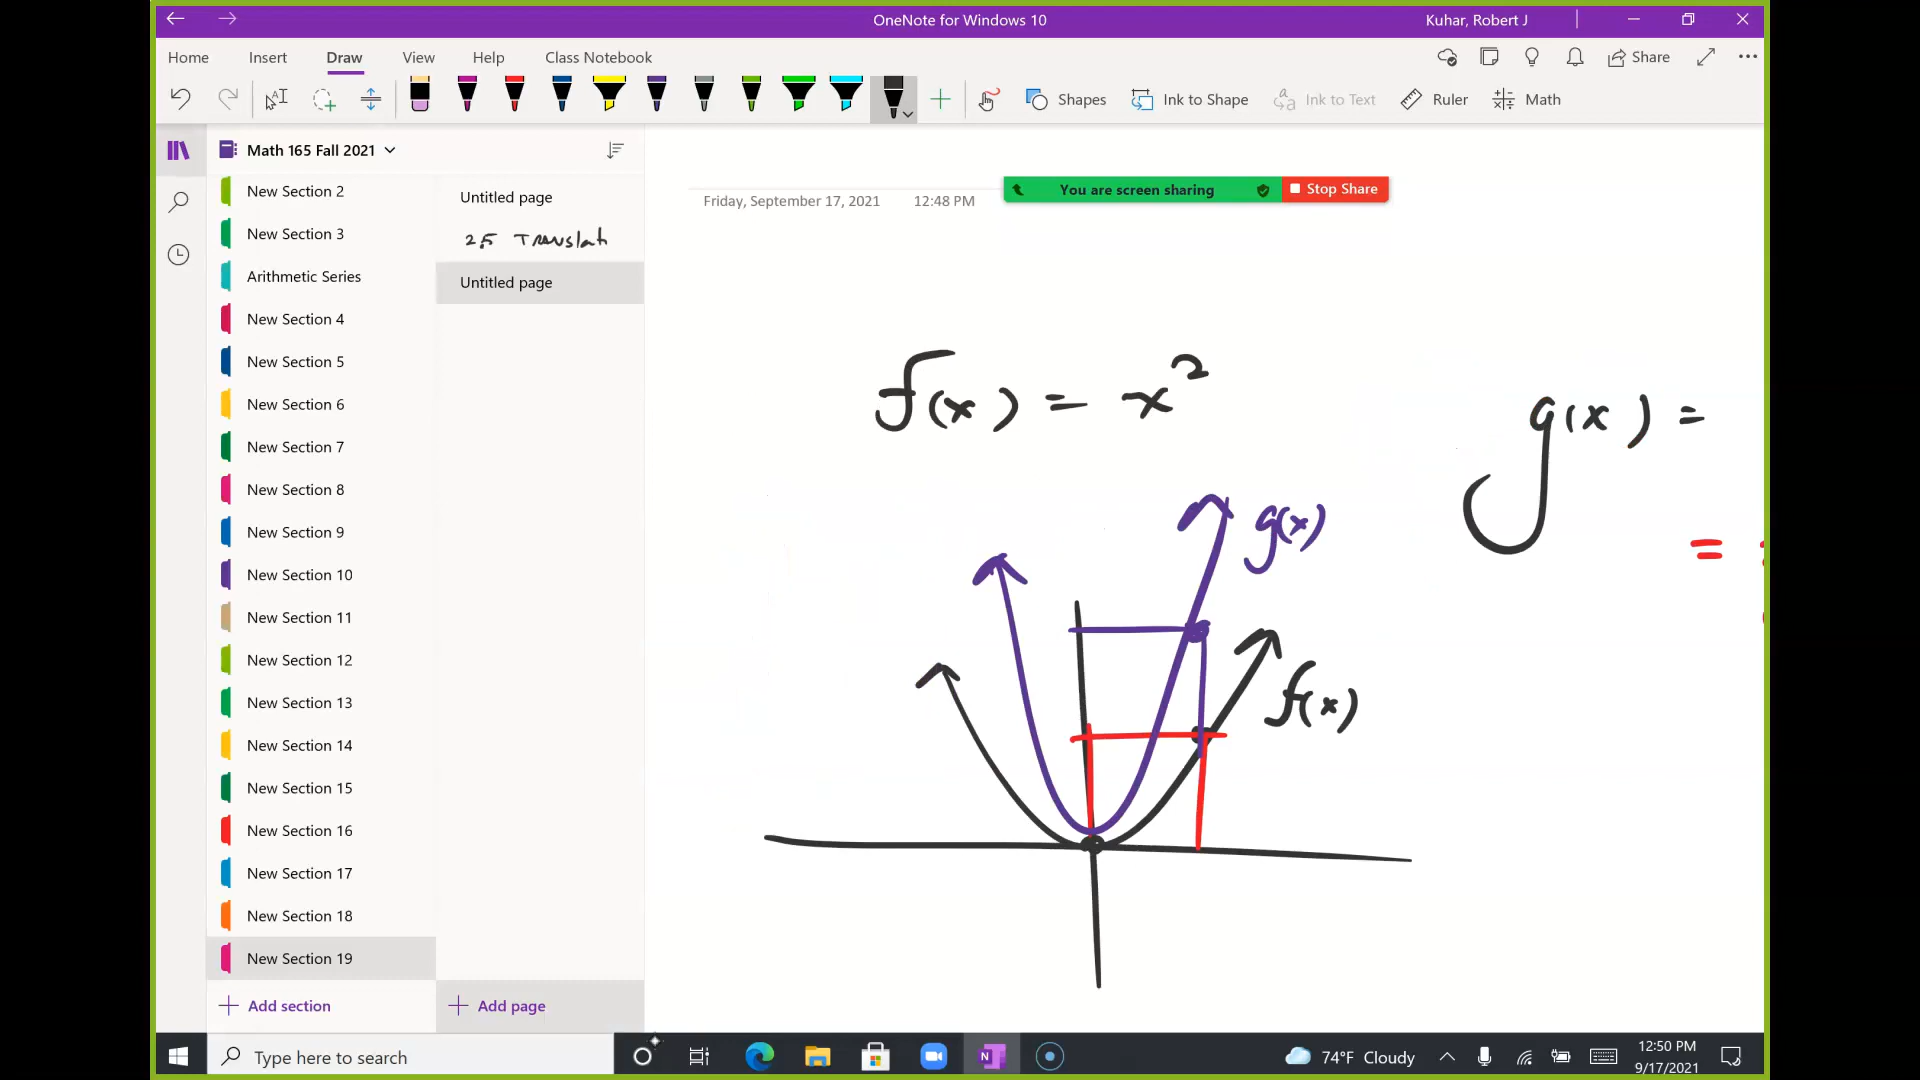 OneNote for Windows 10
Kuhar, Robert J
Home Insert Draw View Help Class Notebook
Share
Shapes Ink to Shape Ink to Text Ruler Math
Math 165 Fall 2021
New Section 2
New Section 3
Arithmetic Series
New Section 4
New Section 5
New Section 6
New Section 7
New Section 8
New Section 9
New Section 10
New Section 11
New Section 12
New Section 13
New Section 14
New Section 15
New Section 16
New Section 17
New Section 18
New Section 19
Add section
Untitled page
2.5 Translat
Untitled page
Add page
Friday, September 17, 2021 12:48 PM
You are screen sharing Stop Share
f(x) = x²
g(x) =
=
g(x)
f(x)
Type here to search
74°F Cloudy
12:50 PM
9/17/2021